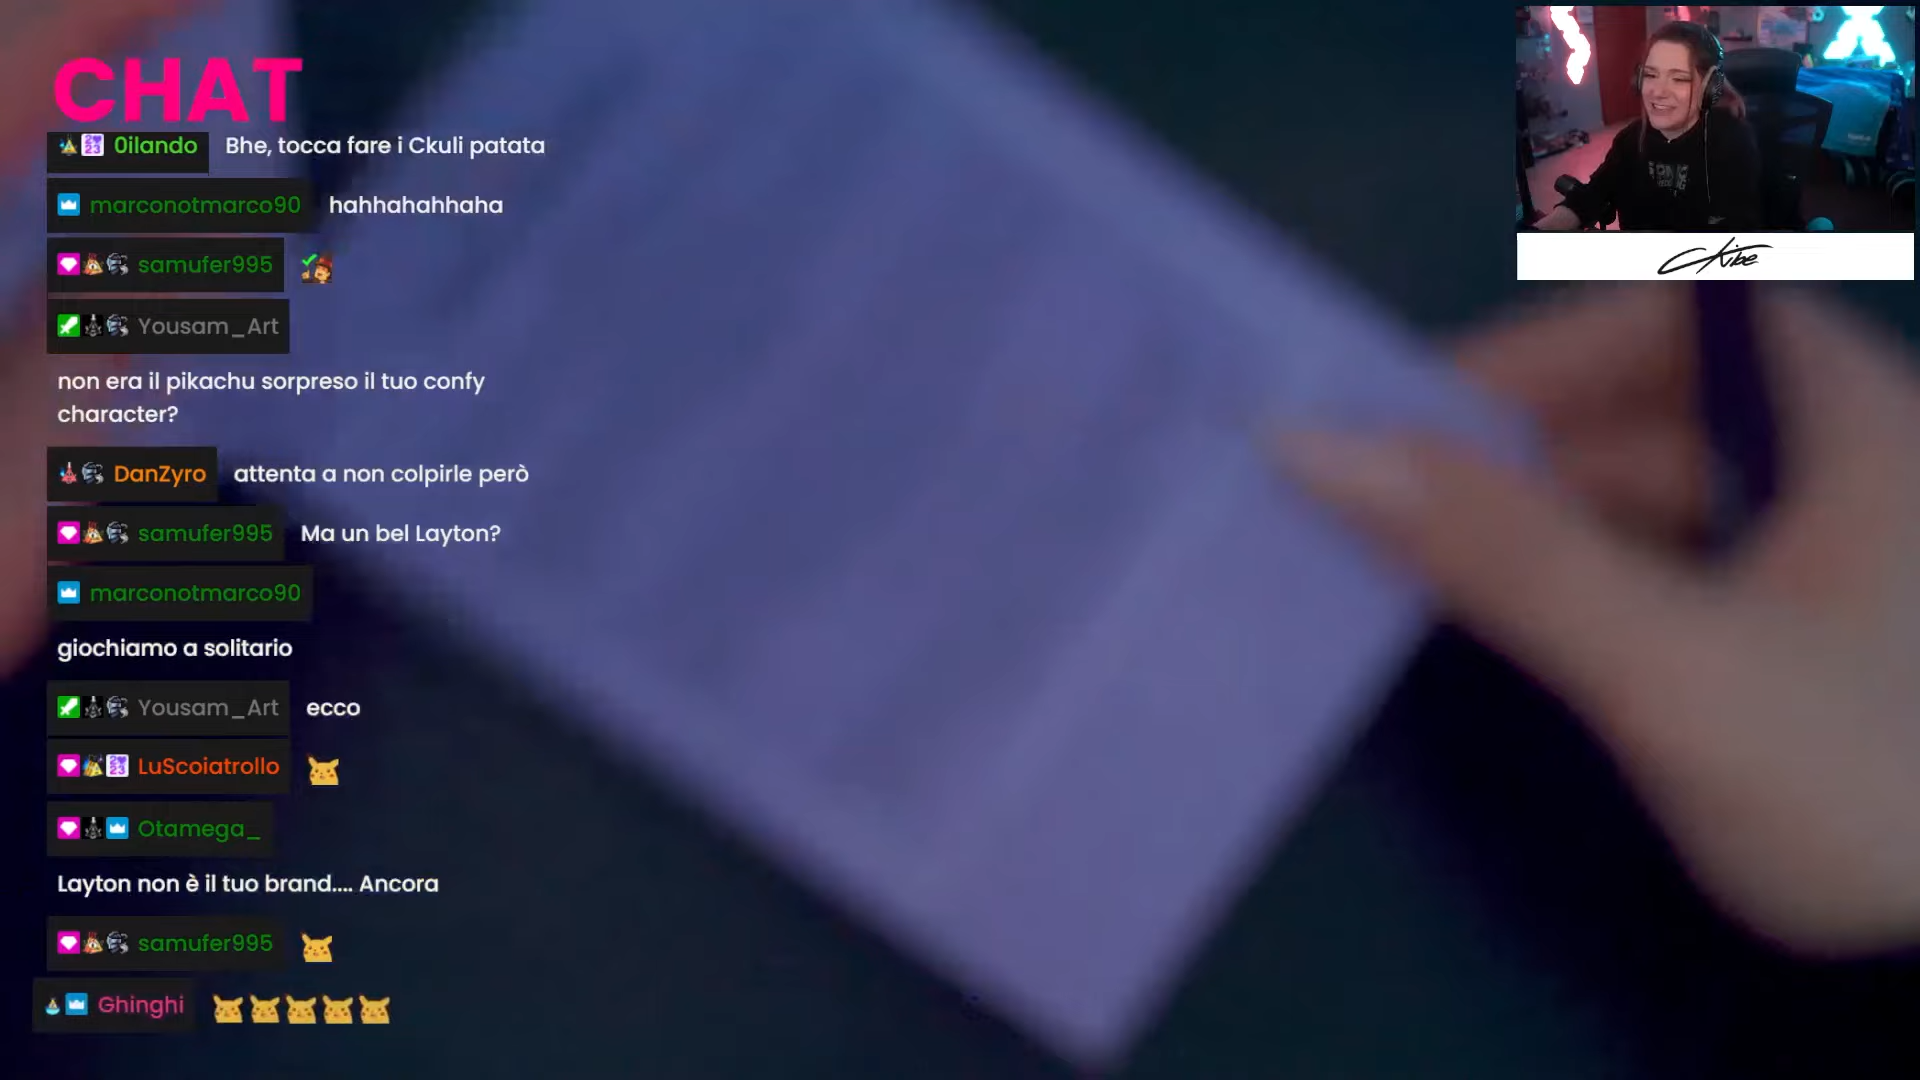 CHAT
0ilando Bhe, tocca fare i Ckuli patata
marconotmarco90 hahhahahhaha
samufer995
Yousam_Art
non era il pikachu sorpreso il tuo confy
character?
DanZyro attenta a non colpirle però
samufer995 Ma un bel Layton?
marconotmarco90
giochiamo a solitario
Yousam_Art ecco
LuScoiatrollo
Otamega_
Layton non è il tuo brand.... Ancora
samufer995
Ghinghi